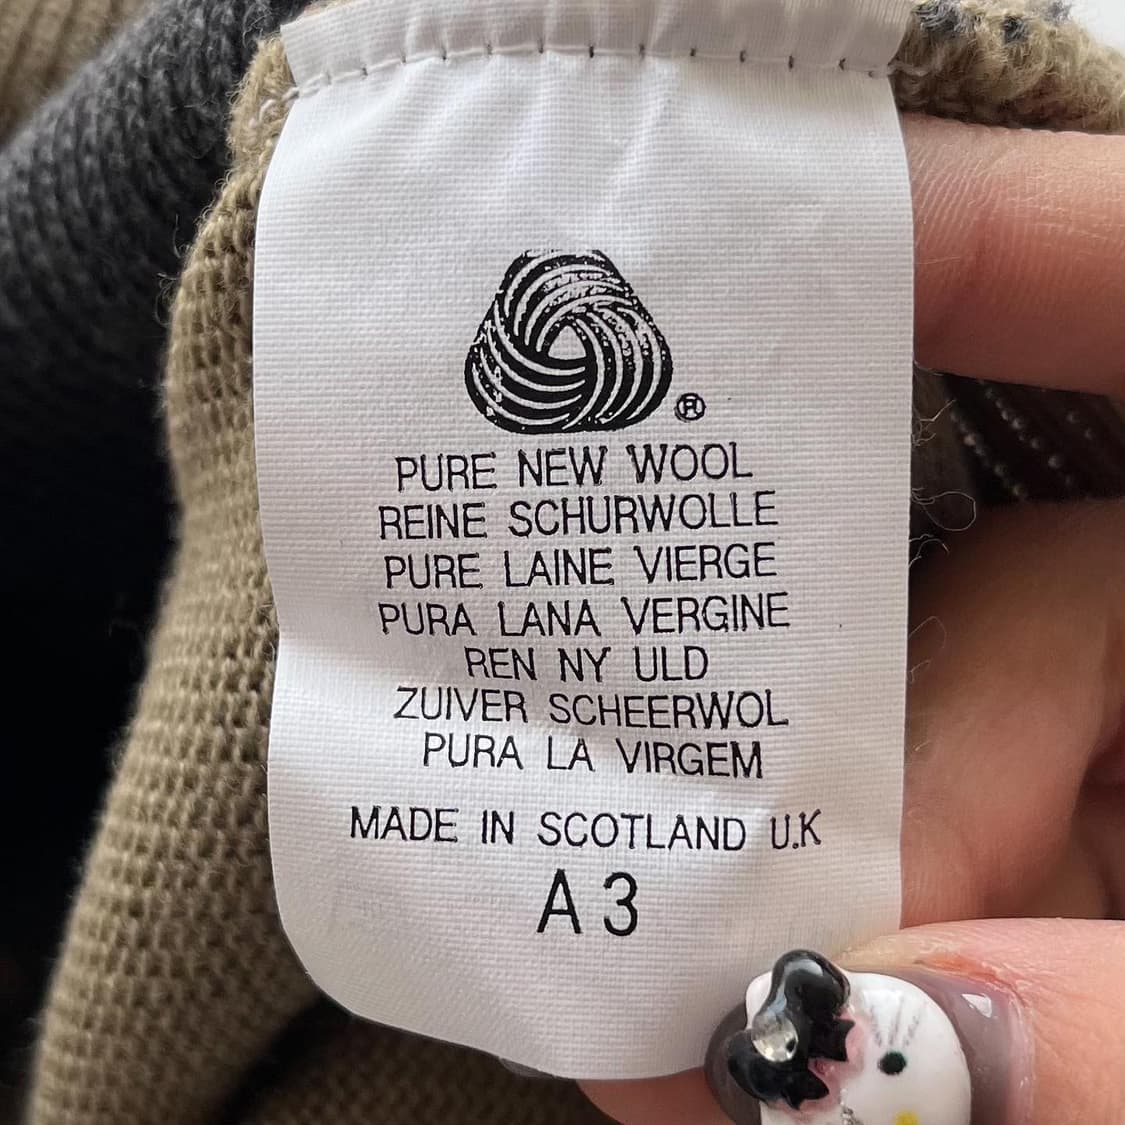 ®
PURE NEW WOOL
REINE SCHURWOLLE
PURE LAINE VIERGE
PURA LANA VERGINE
REN NY ULD
ZUIVER SCHEERWOL
PURA LA VIRGEM
MADE IN SCOTLAND U.K
A 3